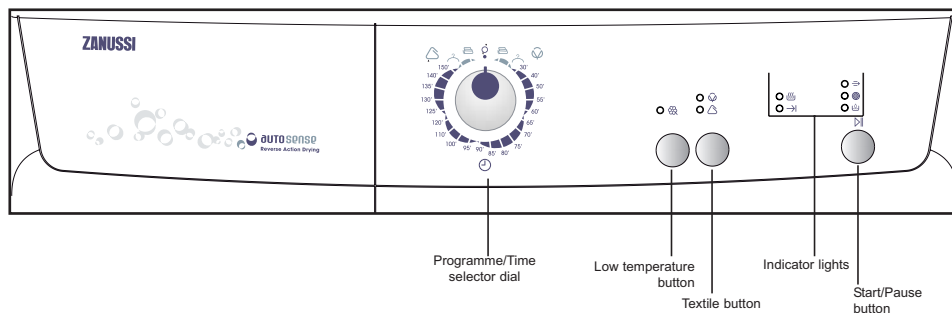 ZANUSSI
autosense
Reverse Action Drying
150'
140'
135'
130'
125'
120'
110'
100'
95'
90'
85'
80'
75'
70'
65'
60'
55'
50'
40'
30'
Programme/Time
selector dial
Low temperature
button
Textile button
Indicator lights
Start/Pause
button